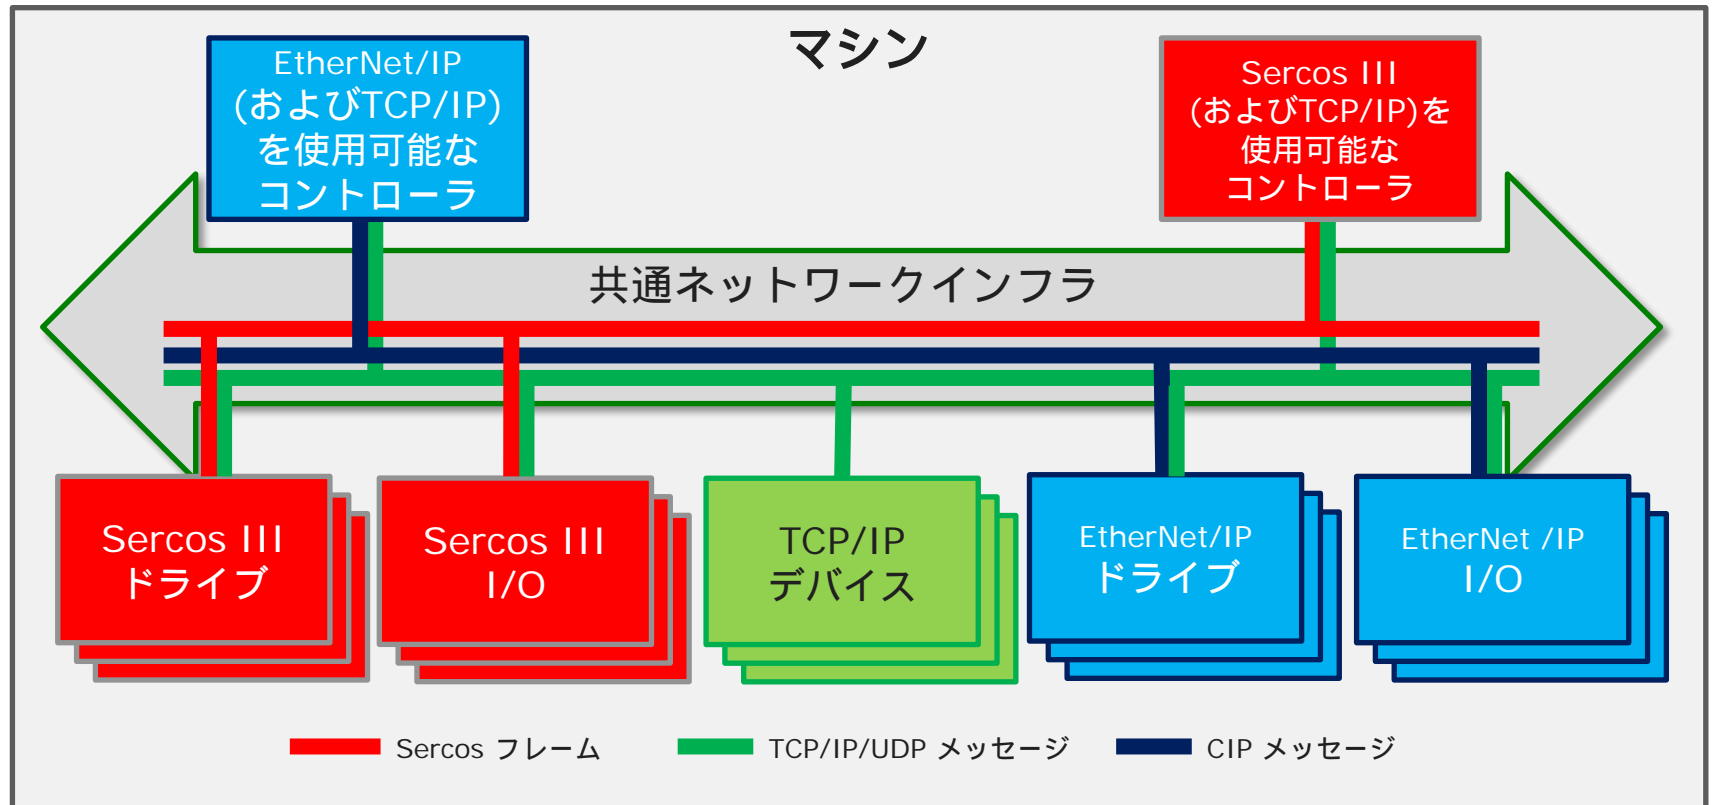 マシン
EtherNet/IP
(およびTCP/IP)
を使用可能な
コントローラ
Sercos III
(およびTCP/IP)を
使用可能な
コントローラ
共通ネットワークインフラ
Sercos III
ドライブ
Sercos III
I/O
TCP/IP
デバイス
EtherNet/IP
ドライブ
EtherNet /IP
I/O
Sercos フレーム
TCP/IP/UDP メッセージ
CIP メッセージ